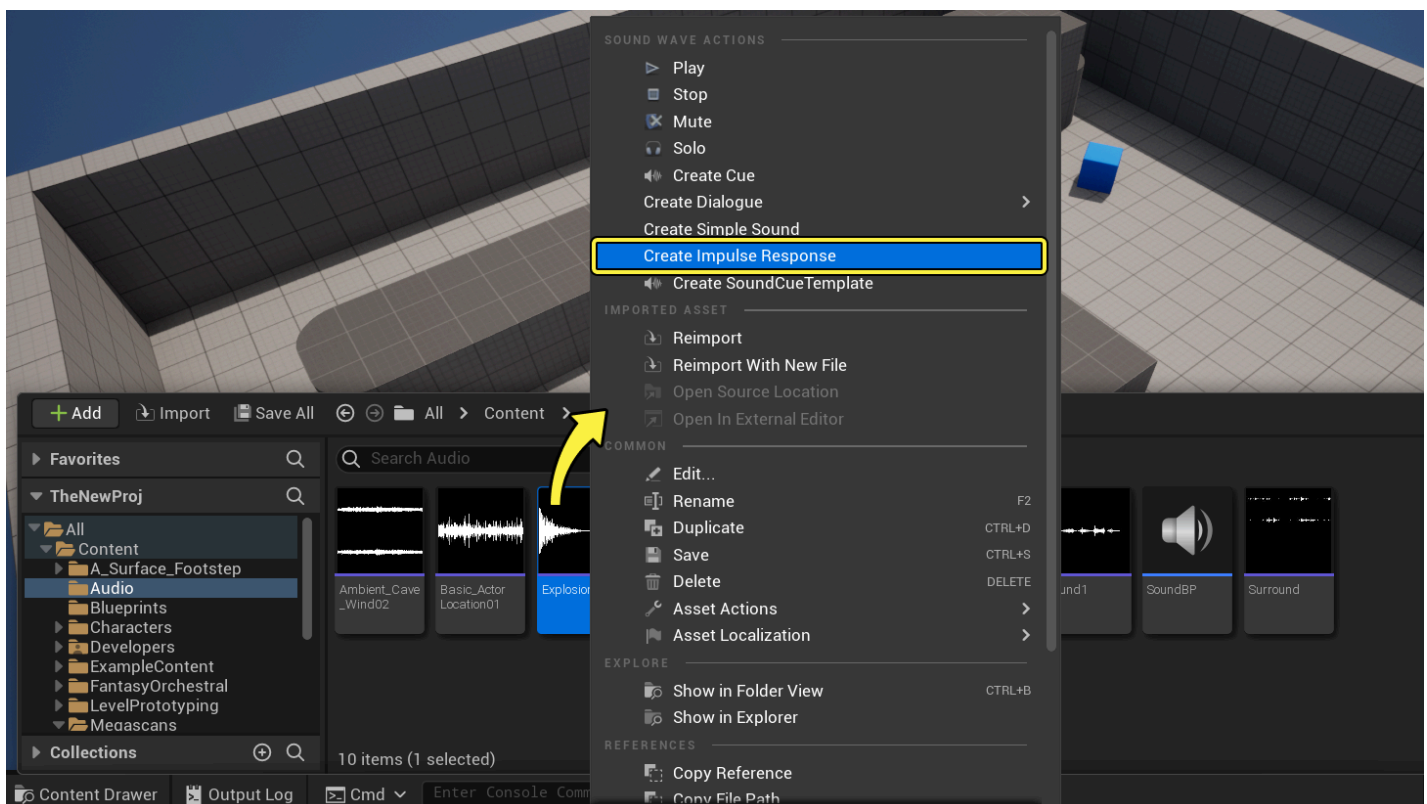 SOUND WAVE ACTIONS
Play
Stop
Mute
Solo
Create Cue
Create Dialogue
Create Simple Sound
Create Impulse Response
Create SoundCueTemplate
IMPORTED ASSET
Reimport
Reimport With New File
Open Source Location
Open In External Editor
COMMON
Edit...
Rename F2
Duplicate CTRL+D
Save CTRL+S
Delete DELETE
Asset Actions
Asset Localization
EXPLORE
Show in Folder View CTRL+B
Show in Explorer
REFERENCES
Copy Reference
Copy File Path
+ Add Import Save All All > Content >
Favorites
TheNewProj
All
Content
A_Surface_Footstep
Audio
Blueprints
Characters
Developers
ExampleContent
FantasyOrchestral
LevelPrototyping
Megascans
Collections
Search Audio
Ambient_Cave
_Wind02
Basic_Actor
Location01
Explosion
und1
SoundBP
Surround
10 items (1 selected)
Content Drawer Output Log Cmd Enter Console Comm